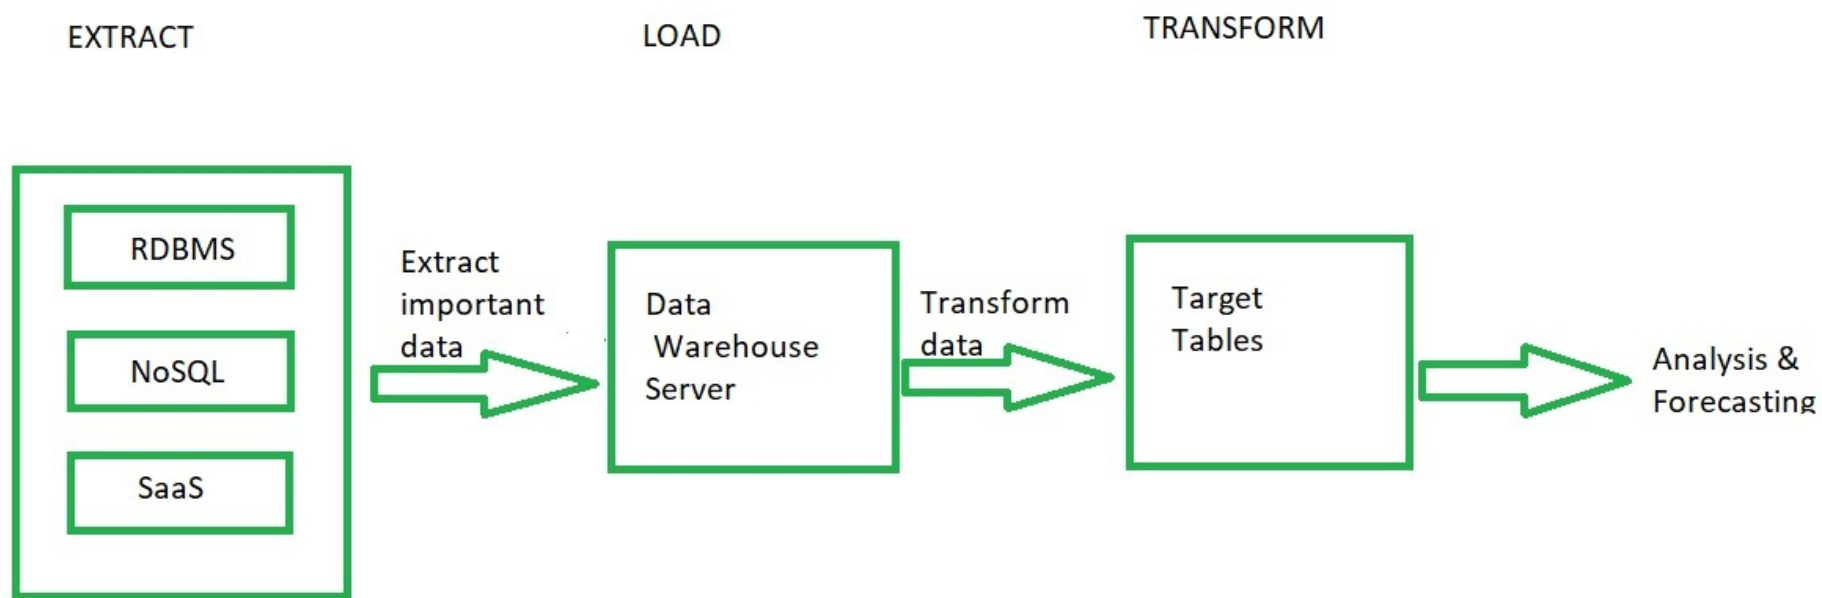 EXTRACT
LOAD
TRANSFORM
RDBMS
NoSQL
SaaS
Extract
important
data
Data
Warehouse
Server
Transform
data
Target
Tables
Analysis &
Forecasting